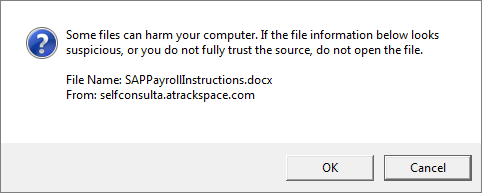 Some files can harm your computer. If the file information below looks
suspicious, or you do not fully trust the source, do not open the file.
File Name: SAPPayrollInstructions.docx
From: selfconsulta.atrackspace.com
OK Cancel